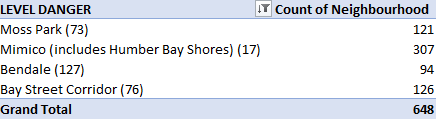 LEVEL DANGER Count of Neighbourhood
Moss Park (73) 121
Mimico (includes Humber Bay Shores) (17) 307
Bendale (127) 94
Bay Street Corridor (76) 126
Grand Total 648